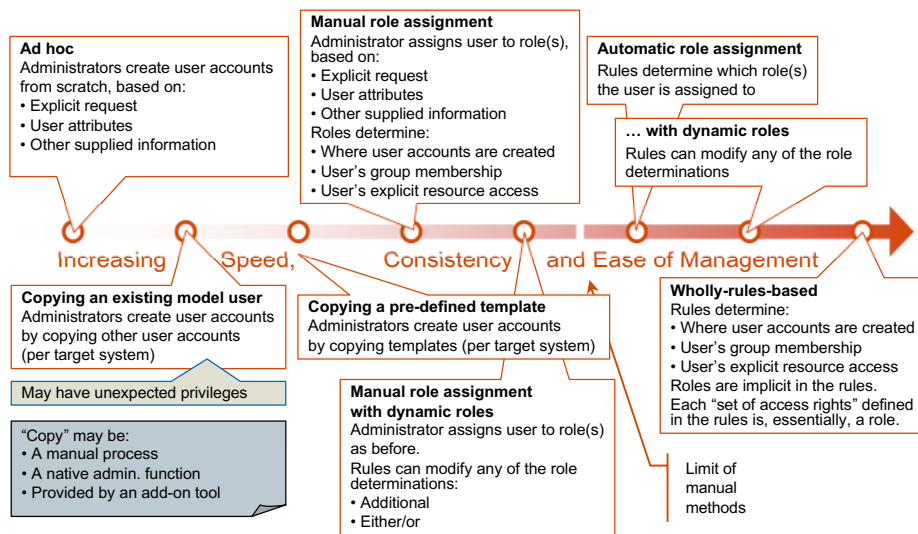 Ad hoc
Administrators create user accounts
from scratch, based on:
• Explicit request
• User attributes
• Other supplied information
Manual role assignment
Administrator assigns user to role(s),
based on:
• Explicit request
• User attributes
• Other supplied information
Roles determine:
• Where user accounts are created
• User's group membership
• User's explicit resource access
Automatic role assignment
Rules determine which role(s)
the user is assigned to
... with dynamic roles
Rules can modify any of the role
determinations
Increasing Speed, Consistency and Ease of Management
Copying an existing model user
Administrators create user accounts
by copying other user accounts
(per target system)
May have unexpected privileges
"Copy" may be:
• A manual process
• A native admin. function
• Provided by an add-on tool
Copying a pre-defined template
Administrators create user accounts
by copying templates (per target system)
Manual role assignment
with dynamic roles
Administrator assigns user to role(s)
as before.
Rules can modify any of the role
determinations:
• Additional
• Either/or
Wholly-rules-based
Rules determine:
• Where user accounts are created
• User's group membership
• User's explicit resource access
Roles are implicit in the rules.
Each "set of access rights" defined
in the rules is, essentially, a role.
Limit of
manual
methods